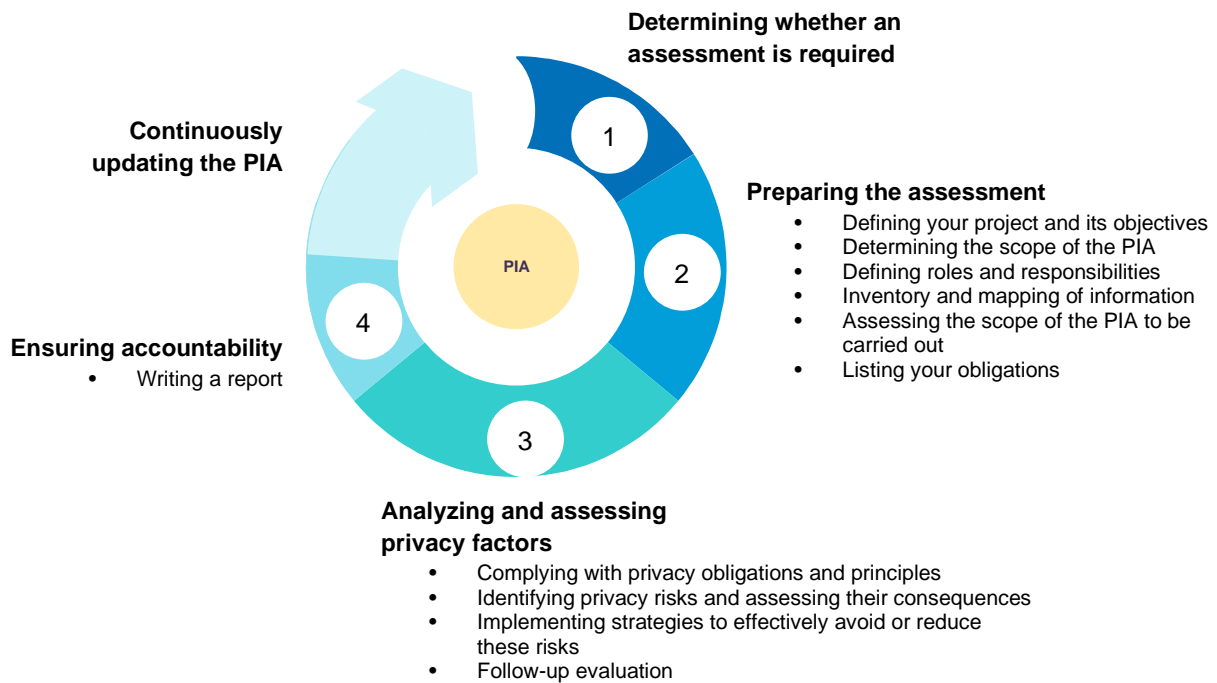 Determining whether an
assessment is required
1
Preparing the assessment
• Defining your project and its objectives
• Determining the scope of the PIA
• Defining roles and responsibilities
• Inventory and mapping of information
• Assessing the scope of the PIA to be
carried out
• Listing your obligations
2
Analyzing and assessing
privacy factors
• Complying with privacy obligations and principles
• Identifying privacy risks and assessing their consequences
• Implementing strategies to effectively avoid or reduce
these risks
• Follow-up evaluation
3
Ensuring accountability
• Writing a report
4
Continuously
updating the PIA
PIA